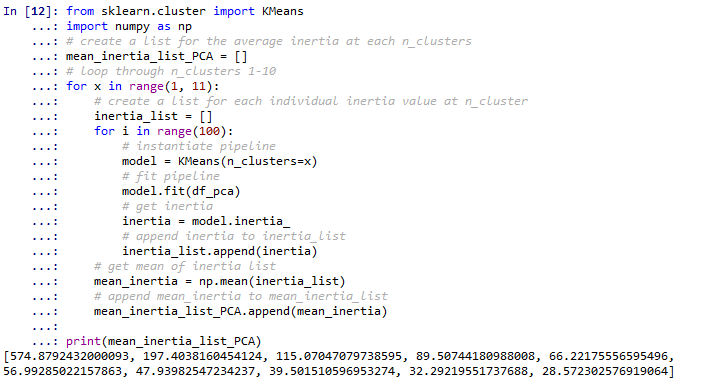 In [12]: from sklearn.cluster import KMeans
    ...: import numpy as np
    ...: # create a list for the average inertia at each n_clusters
    ...: mean_inertia_list_PCA = []
    ...: # loop through n_clusters 1-10
    ...: for x in range(1, 11):
    ...:     # create a list for each individual inertia value at n_cluster
    ...:     inertia_list = []
    ...:     for i in range(100):
    ...:         # instantiate pipeline
    ...:         model = KMeans(n_clusters=x)
    ...:         # fit pipeline
    ...:         model.fit(df_pca)
    ...:         # get inertia
    ...:         inertia = model.inertia_
    ...:         # append inertia to inertia_list
    ...:         inertia_list.append(inertia)
    ...:     # get mean of inertia list
    ...:     mean_inertia = np.mean(inertia_list)
    ...:     # append mean_inertia to mean_inertia_list
    ...:     mean_inertia_list_PCA.append(mean_inertia)
    ...:
    ...: print(mean_inertia_list_PCA)
[574.8792432000093, 197.4038160454124, 115.07047079738595, 89.50744180988008, 66.22175556595496,
56.99285022157863, 47.93982547234237, 39.501510596953274, 32.29219551737688, 28.572302576919064]